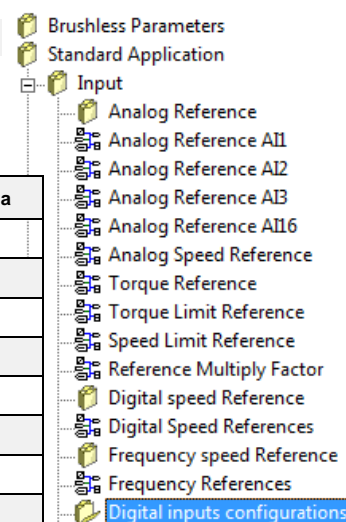 Brushless Parameters
Standard Application
Input
Analog Reference
Analog Reference AI1
Analog Reference AI2
a
Analog Reference AI3
Analog Reference AI16
Analog Speed Reference
Torque Reference
Torque Limit Reference
Speed Limit Reference
Reference Multiply Factor
Digital speed Reference
Digital Speed References
Frequency speed Reference
Frequency References
Digital inputs configurations